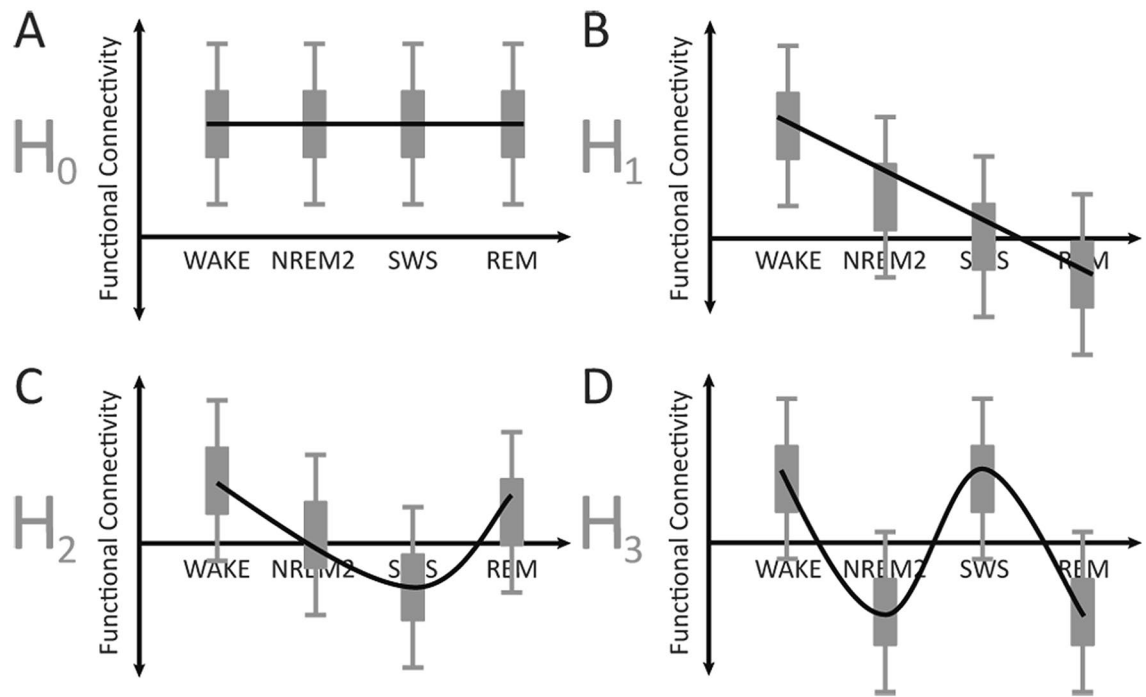 A
H0
Functional Connectivity
WAKE NREM2 SWS REM
B
H1
Functional Connectivity
WAKE NREM2 SWS REM
C
H2
Functional Connectivity
WAKE NREM2 SWS REM
D
H3
Functional Connectivity
WAKE NREM2 SWS REM